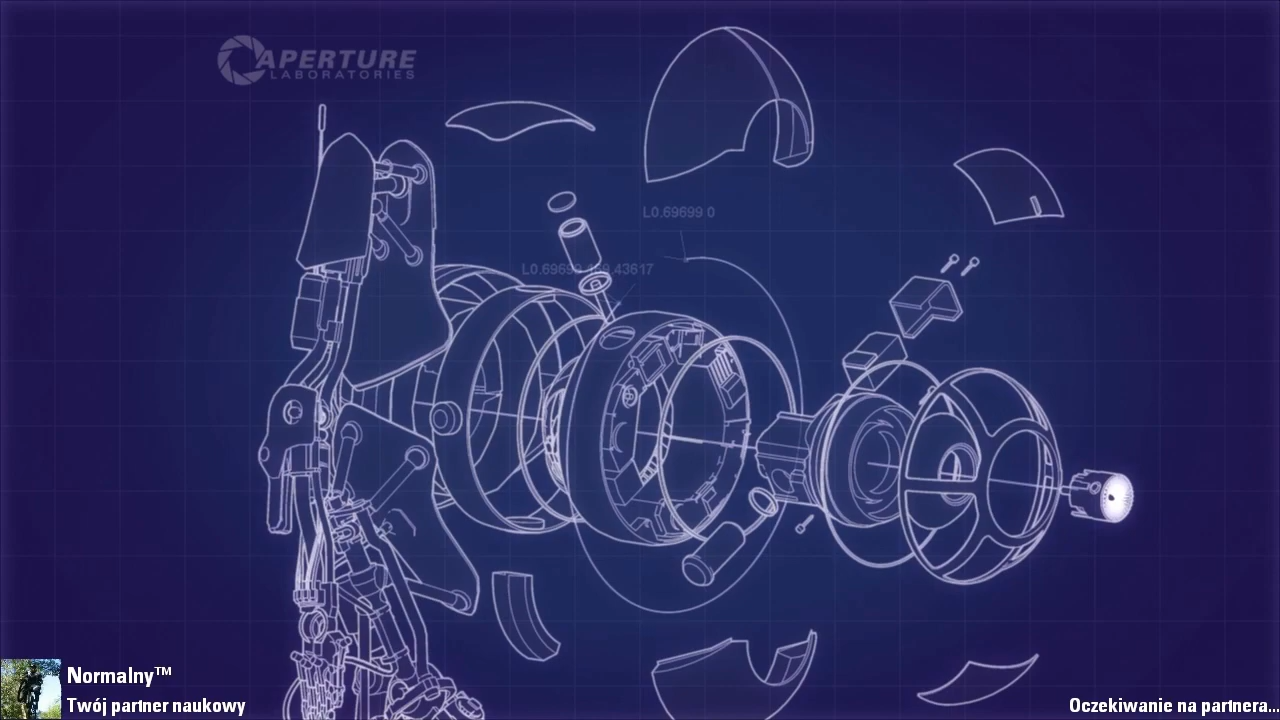 APERTURE
LABORATORIES
L0.69699 0
Normalny™
Twój partner naukowy
Oczekiwanie na partnera...